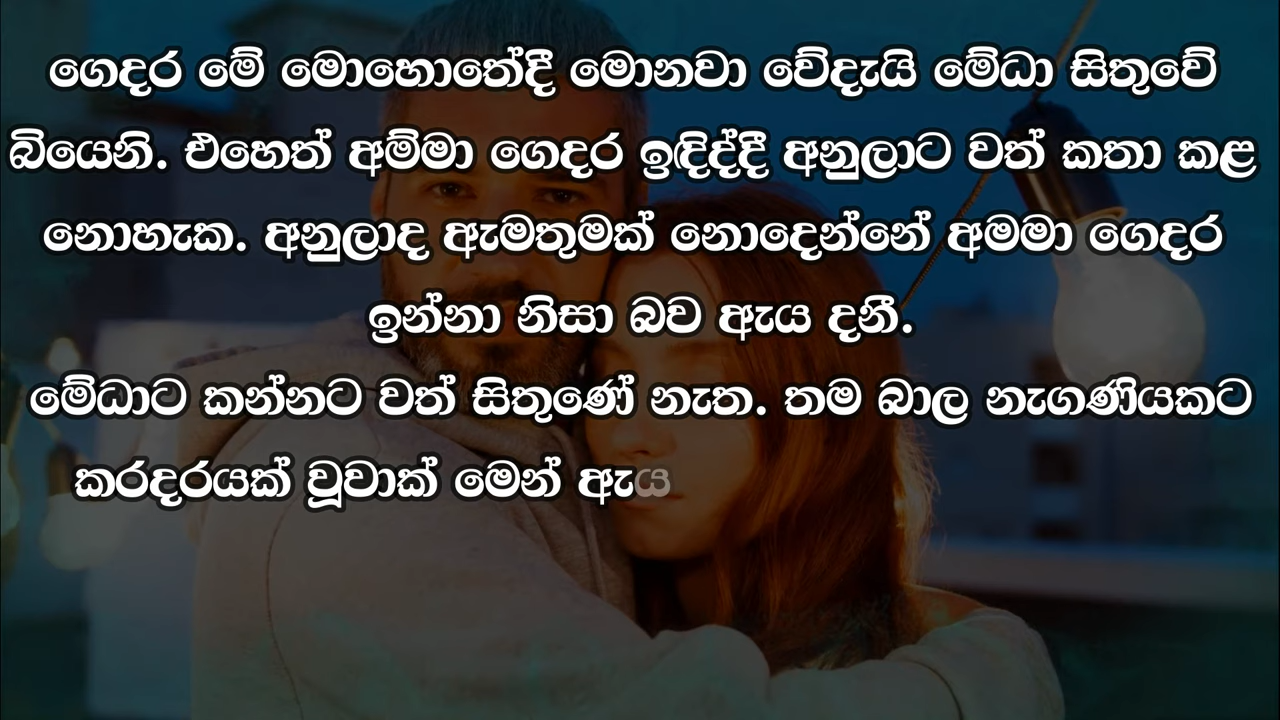 ගෙදර මේ මොහොතේදී මොනවා වේදැයි මේධා සිතුවේ
බියෙනි. එහෙත් අම්මා ගෙදර ඉඳිද්දී අනුලාට වත් කතා කළ
නොහැක. අනුලාද ඇමතුමක් නොදෙන්නේ අමමා ගෙදර
ඉන්නා නිසා බව ඇය දනී.
මේධාට කන්නට වත් සිතුණේ නැත. තම බාල නැගණියකට
කරදරයක් වූවාක් මෙන් ඇය